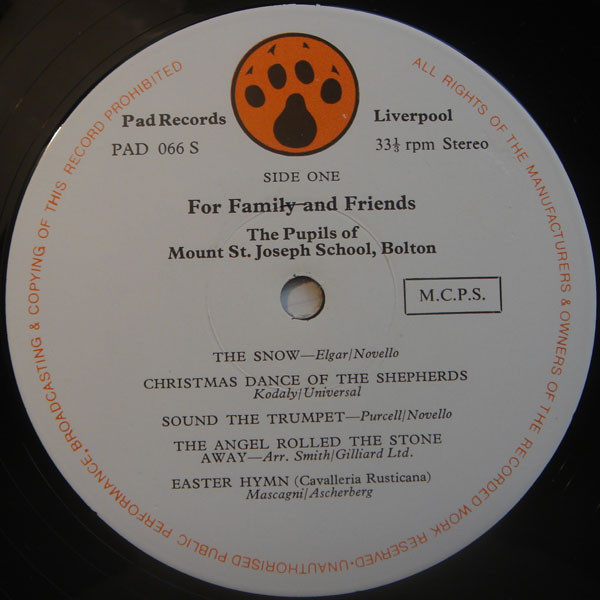 ALL RIGHTS OF THE MANUFACTURERS & OWNERS OF THE RECORDED WORK RESERVED·UNAUTHORISED PUBLIC PERFORMANCE, BROADCASTING & COPYING OF THIS RECORD PROHIBITED
Pad Records Liverpool
PAD 066 S 33⅓ rpm Stereo
SIDE ONE
For Family and Friends
The Pupils of
Mount St. Joseph School, Bolton
M.C.P.S.
THE SNOW—Elgar/Novello
CHRISTMAS DANCE OF THE SHEPHERDS
Kodaly/Universal
SOUND THE TRUMPET—Purcell/Novello
THE ANGEL ROLLED THE STONE
AWAY—Arr. Smith/Gilliard Ltd.
EASTER HYMN (Cavalleria Rusticana)
Mascagni/Ascherberg